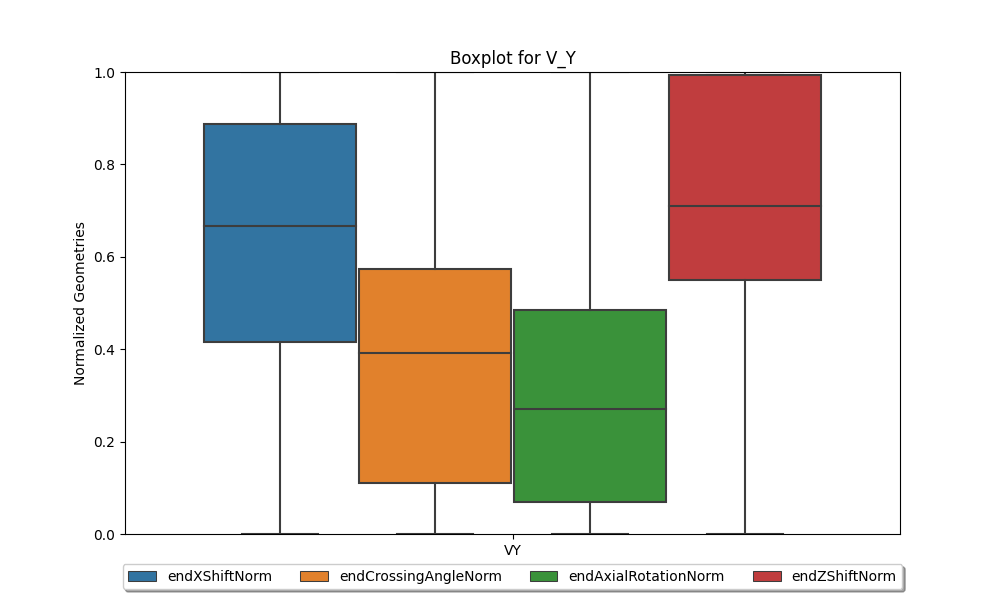 Boxplot for V_Y
Normalized Geometries
1.0
0.8
0.6
0.4
0.2
0.0
VY
endXShiftNorm endCrossingAngleNorm endAxialRotationNorm endZShiftNorm